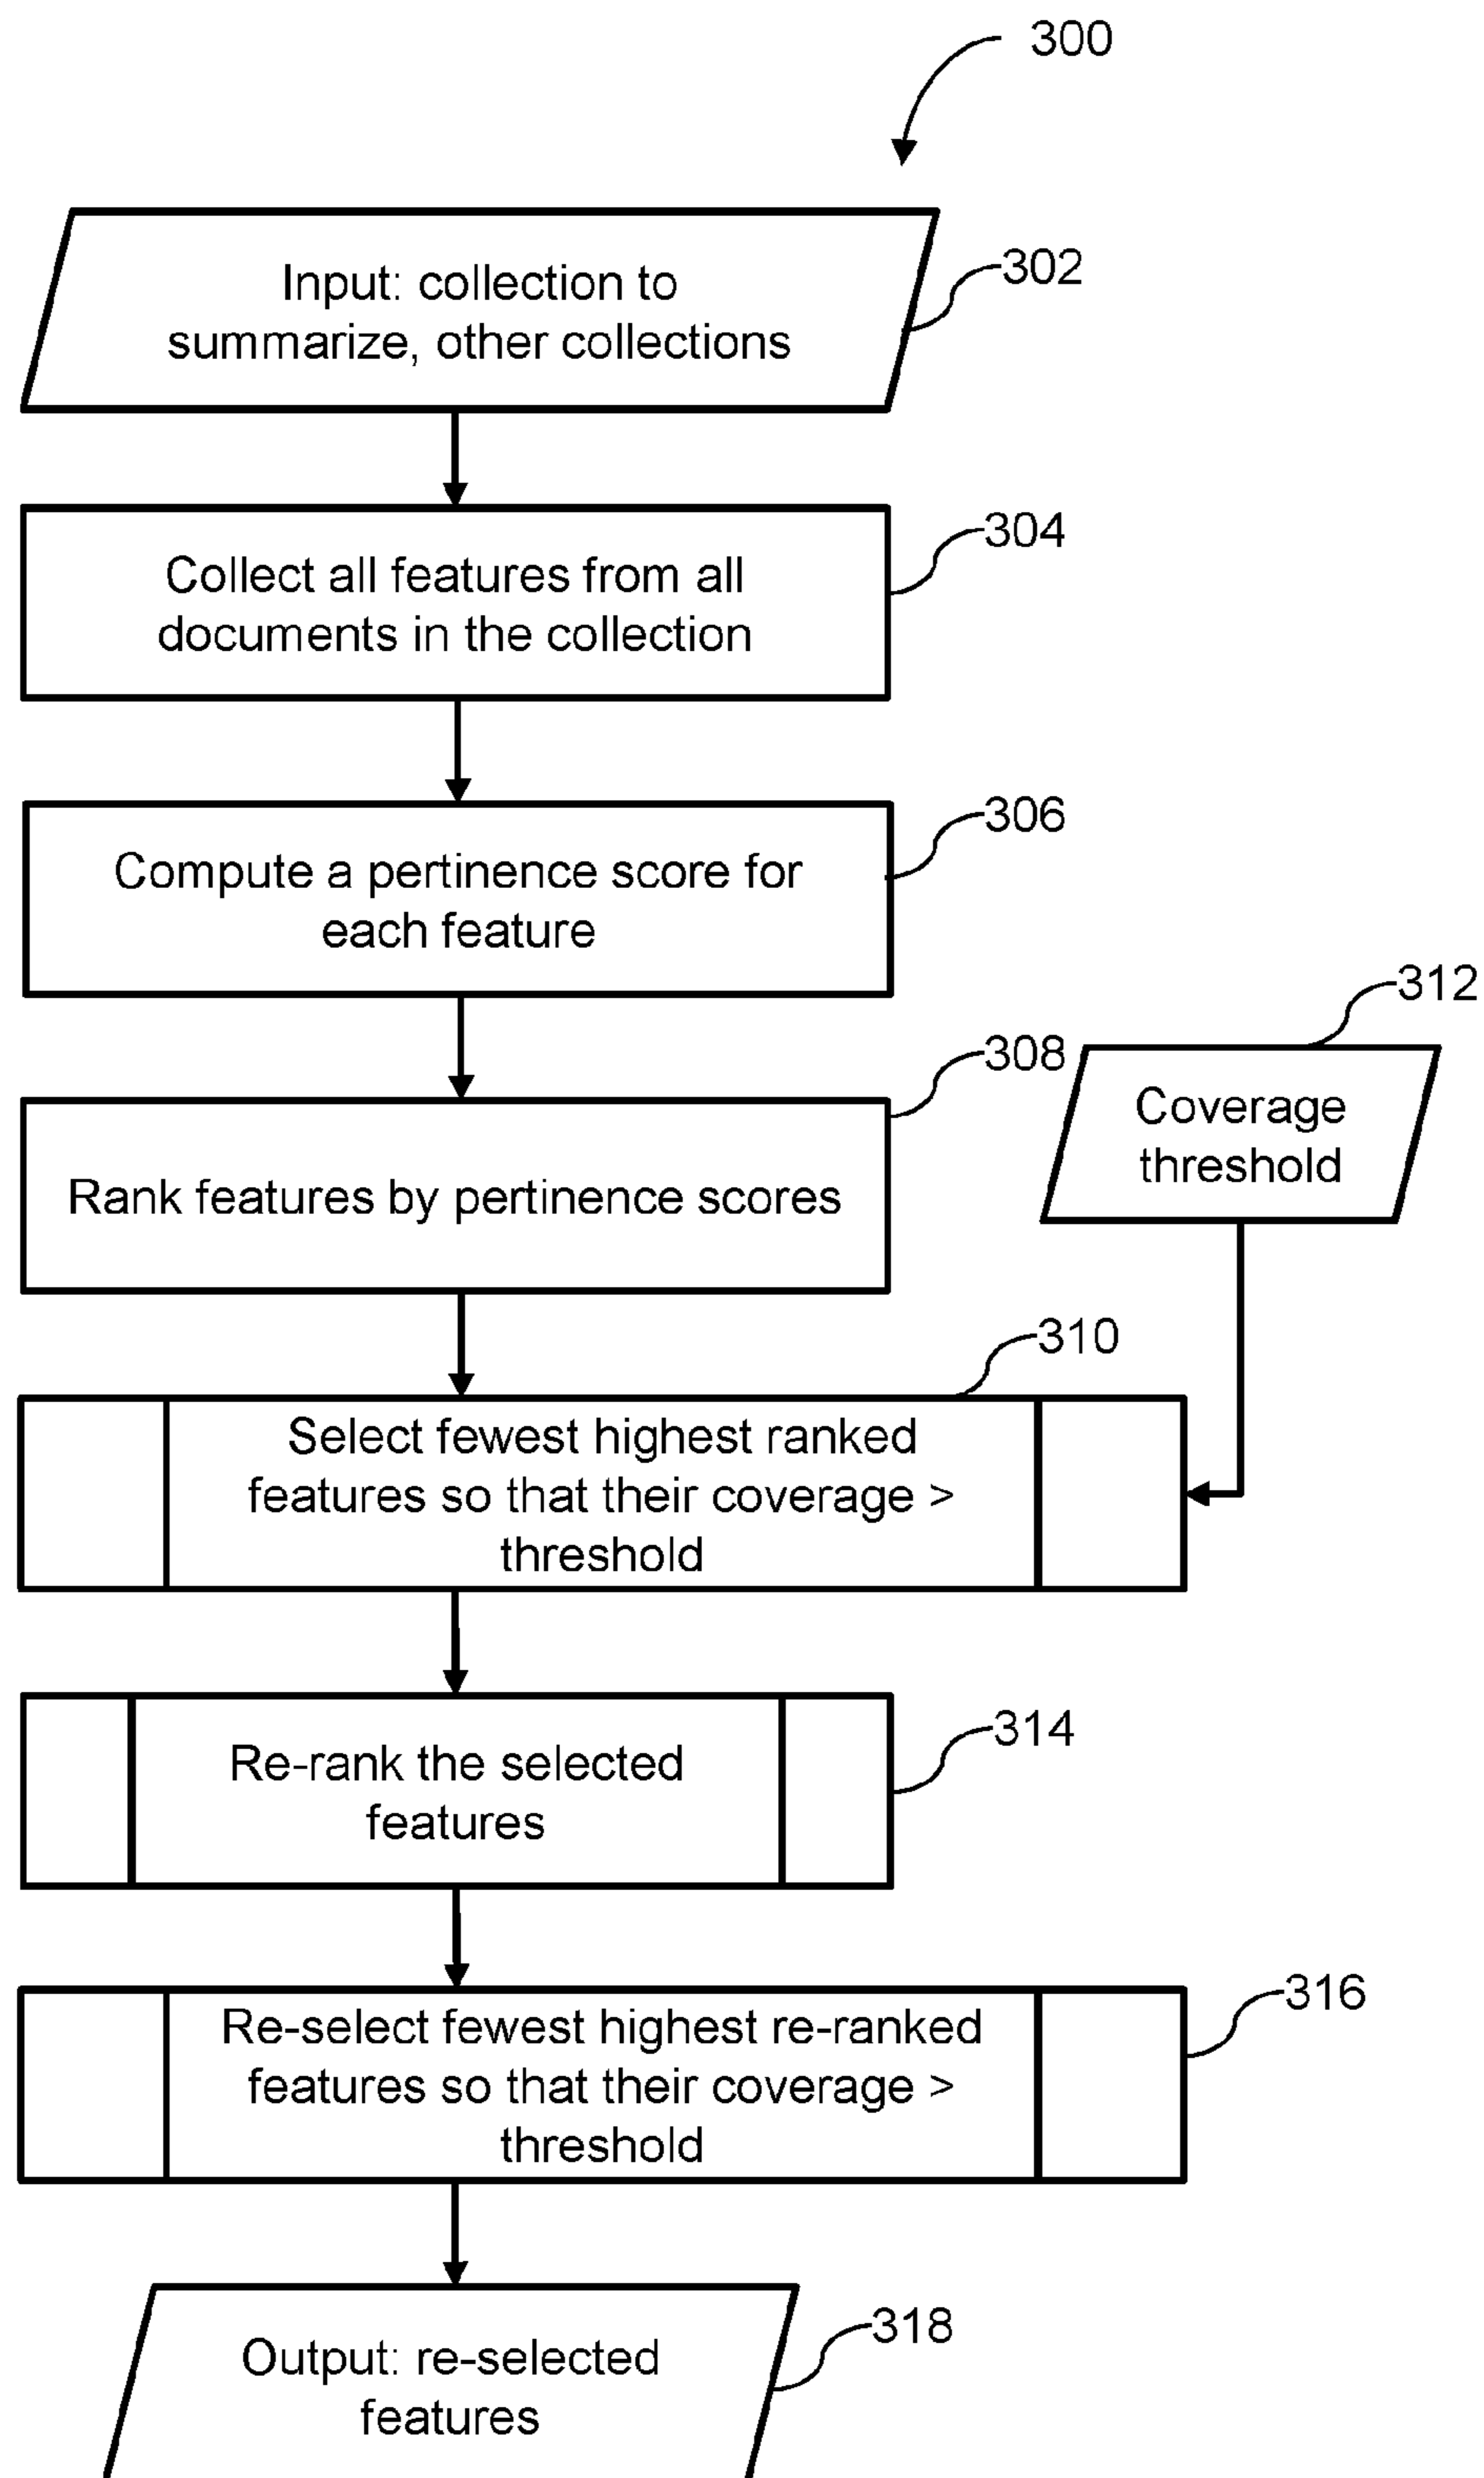 300
Input: collection to
summarize, other collections
302
Collect all features from all
documents in the collection
304
Compute a pertinence score for
each feature
306
Rank features by pertinence scores
308
Coverage
threshold
312
Select fewest highest ranked
features so that their coverage >
threshold
310
Re-rank the selected
features
314
Re-select fewest highest re-ranked
features so that their coverage >
threshold
316
Output: re-selected
features
318